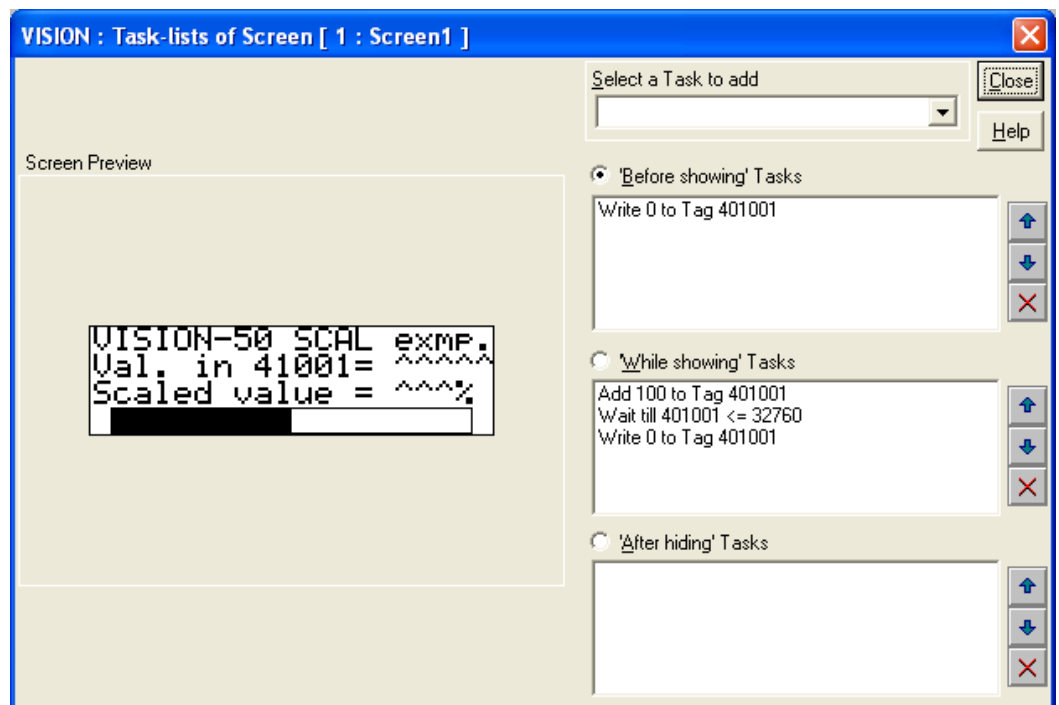 VISION : Task-lists of Screen [ 1 : Screen1 ]
Select a Task to add
Close
Help
Screen Preview
'Before showing' Tasks
Write 0 to Tag 401001
VISION-50 SCAL exmp.
Val. in 41001= ^^^^^
Scaled value = ^^^%
'While showing' Tasks
Add 100 to Tag 401001
Wait till 401001 <= 32760
Write 0 to Tag 401001
'After hiding' Tasks